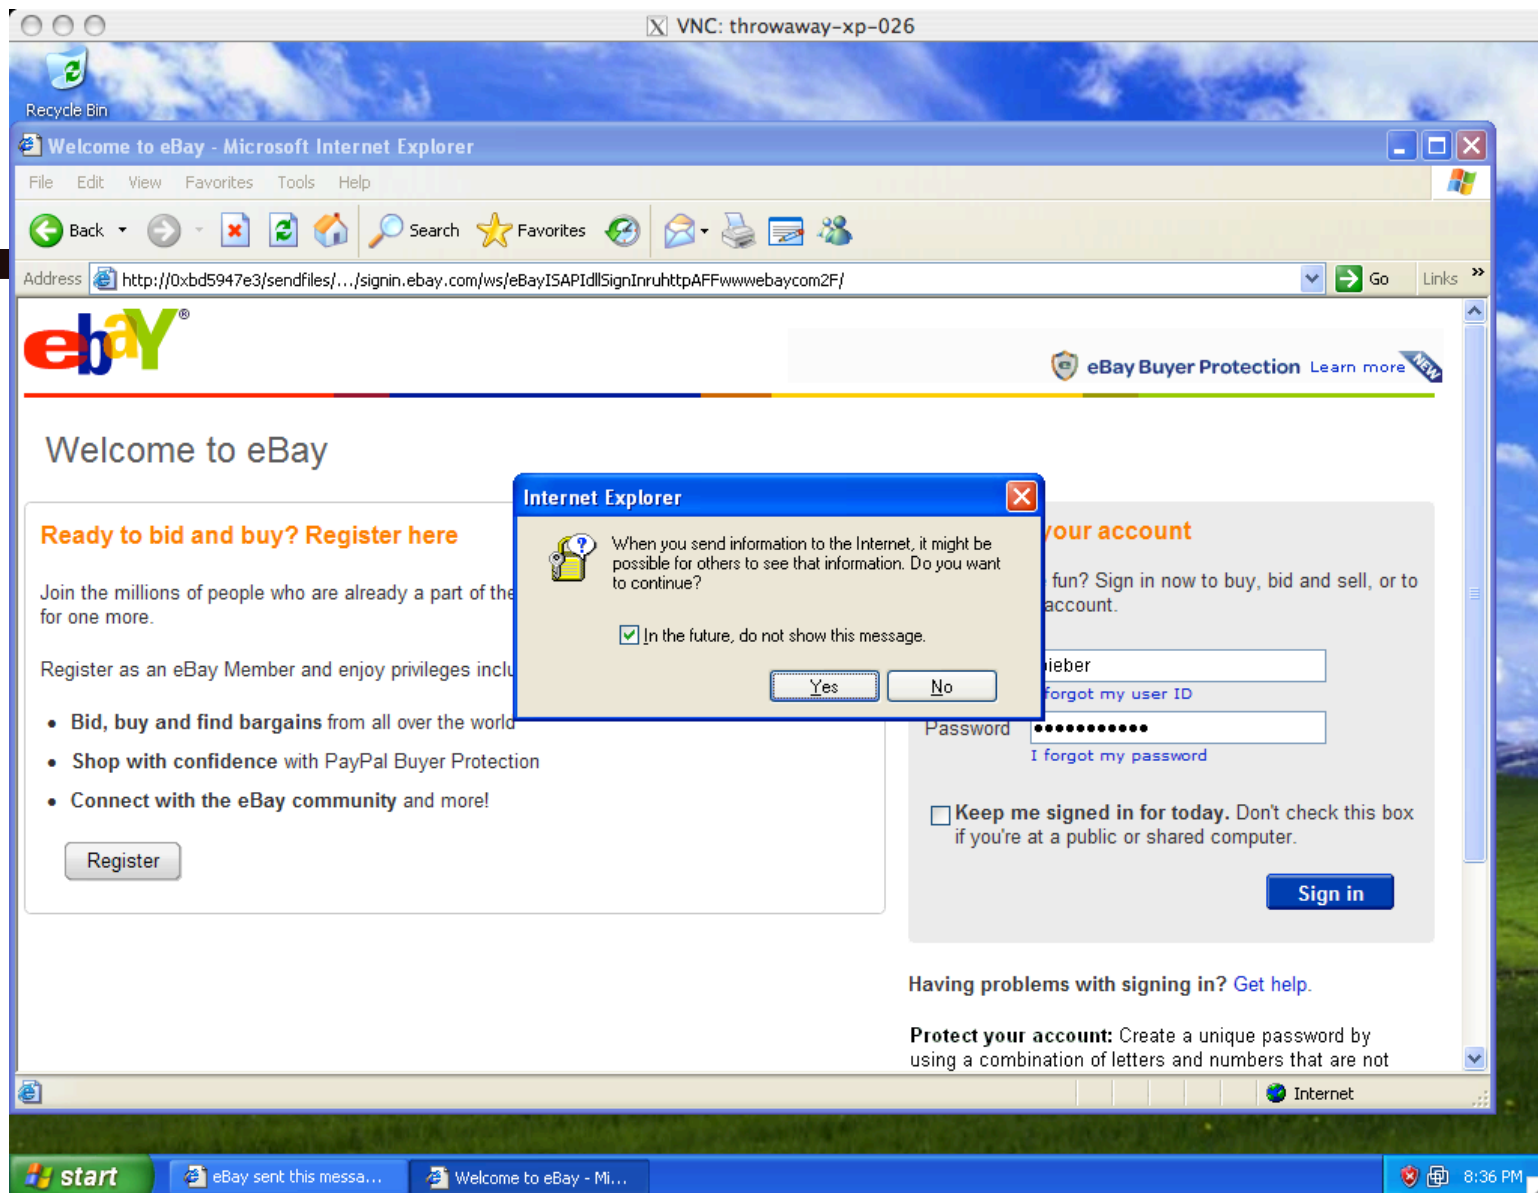 VNC: throwaway-xp-026
Recycle Bin
Welcome to eBay - Microsoft Internet Explorer
File Edit View Favorites Tools Help
Back Search Favorites
Address http://0xbd5947e3/sendfiles/.../signin.ebay.com/ws/eBayISAPIdllSignInruhttpAFFwwwebaycom2F/ Go Links »
ebaY®
eBay Buyer Protection Learn more NEW
Welcome to eBay
Ready to bid and buy? Register here
Join the millions of people who are already a part of the
for one more.
Register as an eBay Member and enjoy privileges inclu
• Bid, buy and find bargains from all over the world
• Shop with confidence with PayPal Buyer Protection
• Connect with the eBay community and more!
Register
Internet Explorer
When you send information to the Internet, it might be
possible for others to see that information. Do you want
to continue?
In the future, do not show this message.
Yes No
your account
fun? Sign in now to buy, bid and sell, or to
account.
ieber
forgot my user ID
Password •••••••••••
I forgot my password
Keep me signed in for today. Don't check this box
if you're at a public or shared computer.
Sign in
Having problems with signing in? Get help.
Protect your account: Create a unique password by
using a combination of letters and numbers that are not
Internet
start eBay sent this messa... Welcome to eBay - Mi... 8:36 PM